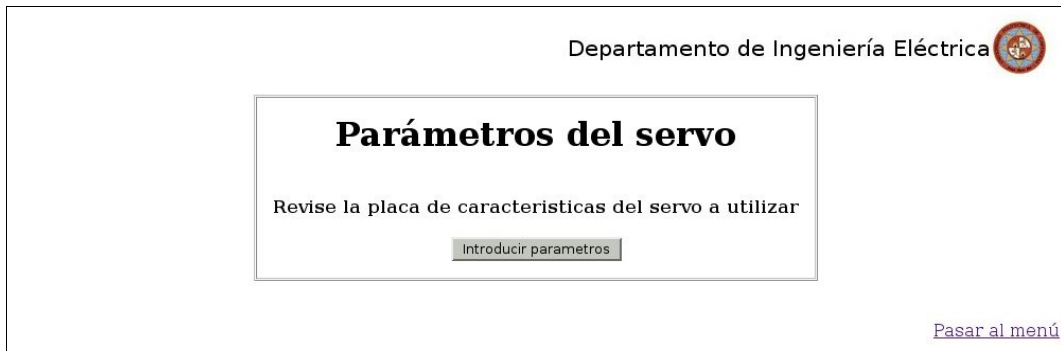 Departamento de Ingeniería Eléctrica
Parámetros del servo
Revise la placa de caracteristicas del servo a utilizar
Introducir parametros
Pasar al menú